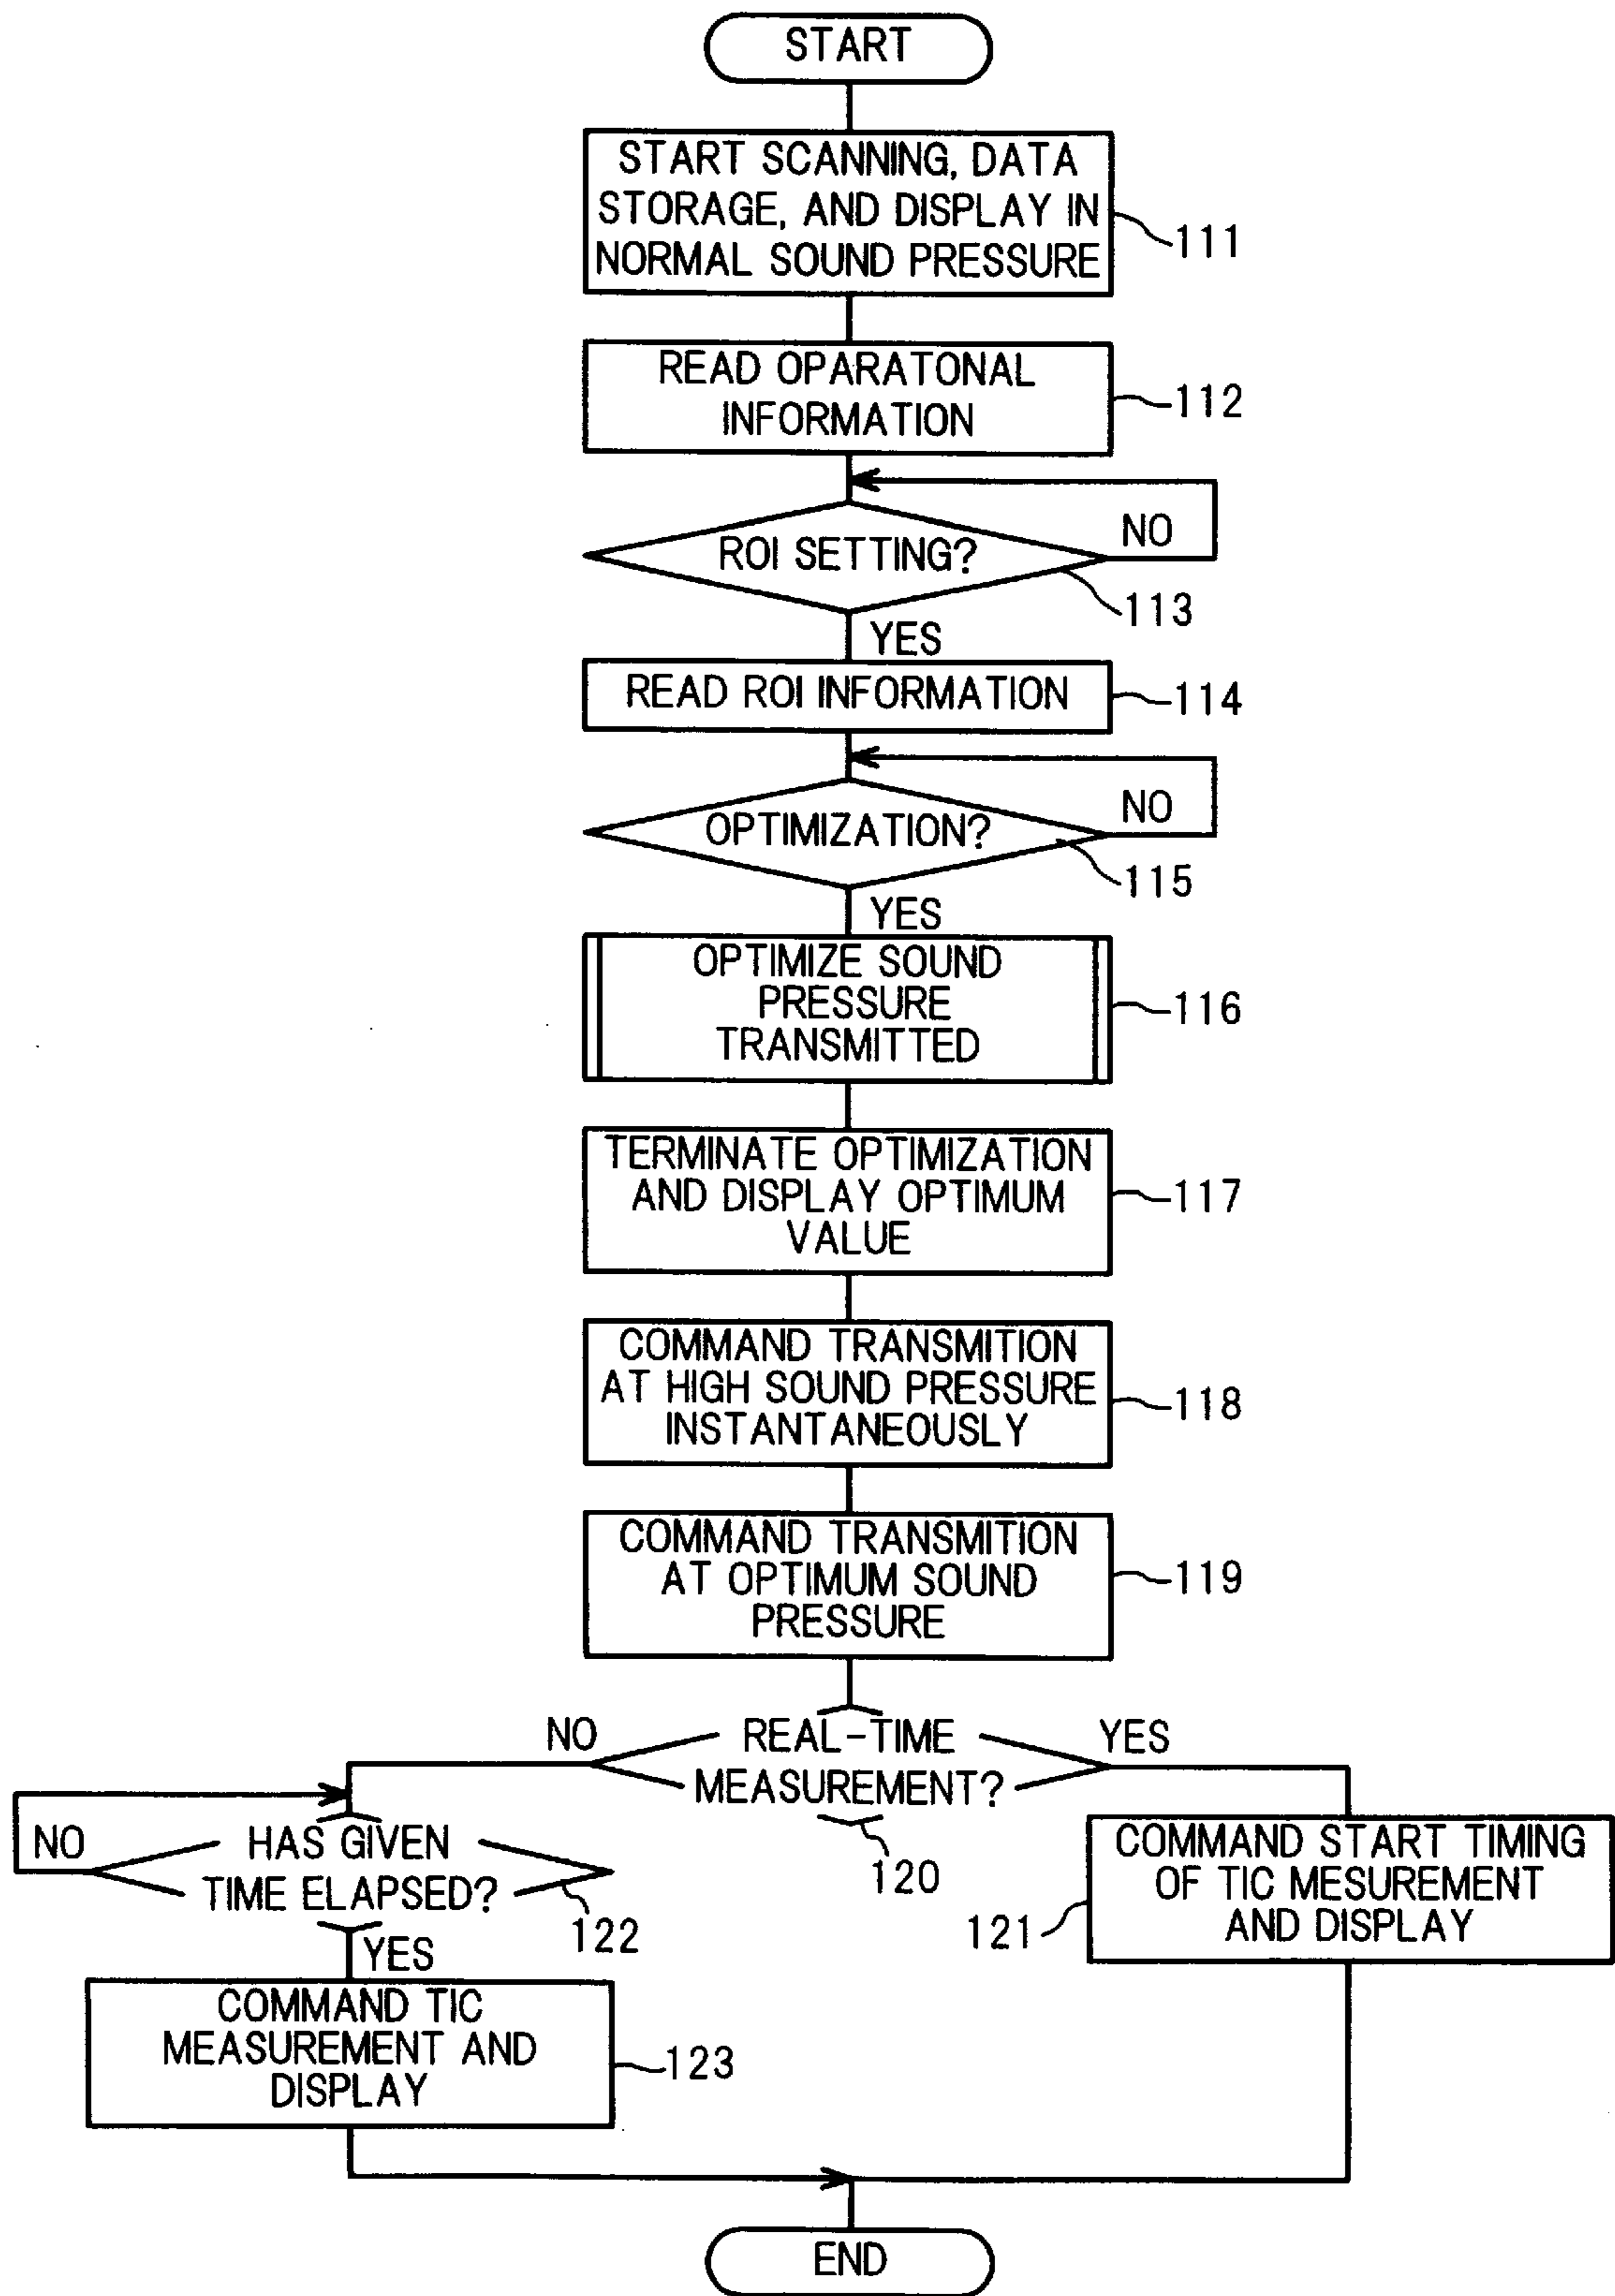 START
START SCANNING, DATA
STORAGE, AND DISPLAY IN
NORMAL SOUND PRESSURE
111
READ OPARATONAL
INFORMATION
112
NO
ROI SETTING?
113
YES
READ ROI INFORMATION
114
NO
OPTIMIZATION?
115
YES
OPTIMIZE SOUND
PRESSURE
TRANSMITTED
116
TERMINATE OPTIMIZATION
AND DISPLAY OPTIMUM
VALUE
117
COMMAND TRANSMITION
AT HIGH SOUND PRESSURE
INSTANTANEOUSLY
118
COMMAND TRANSMITION
AT OPTIMUM SOUND
PRESSURE
119
NO
REAL-TIME
MEASUREMENT?
YES
120
NO
HAS GIVEN
TIME ELAPSED?
122
YES
COMMAND START TIMING
OF TIC MESUREMENT
AND DISPLAY
121
COMMAND TIC
MEASUREMENT AND
DISPLAY
123
END